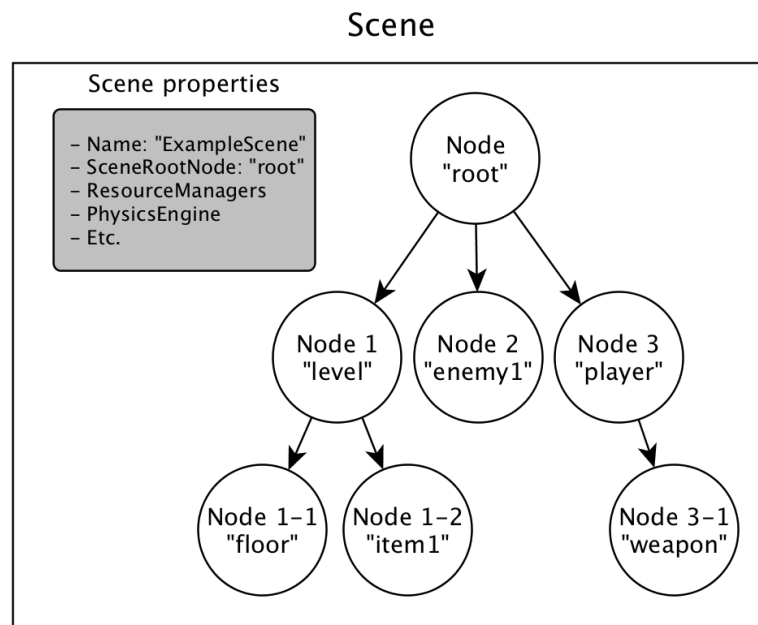 Scene
Scene properties
– Name: "ExampleScene"
– SceneRootNode: "root"
– ResourceManagers
– PhysicsEngine
– Etc.
Node
"root"
Node 1
"level"
Node 2
"enemy1"
Node 3
"player"
Node 1–1
"floor"
Node 1–2
"item1"
Node 3–1
"weapon"